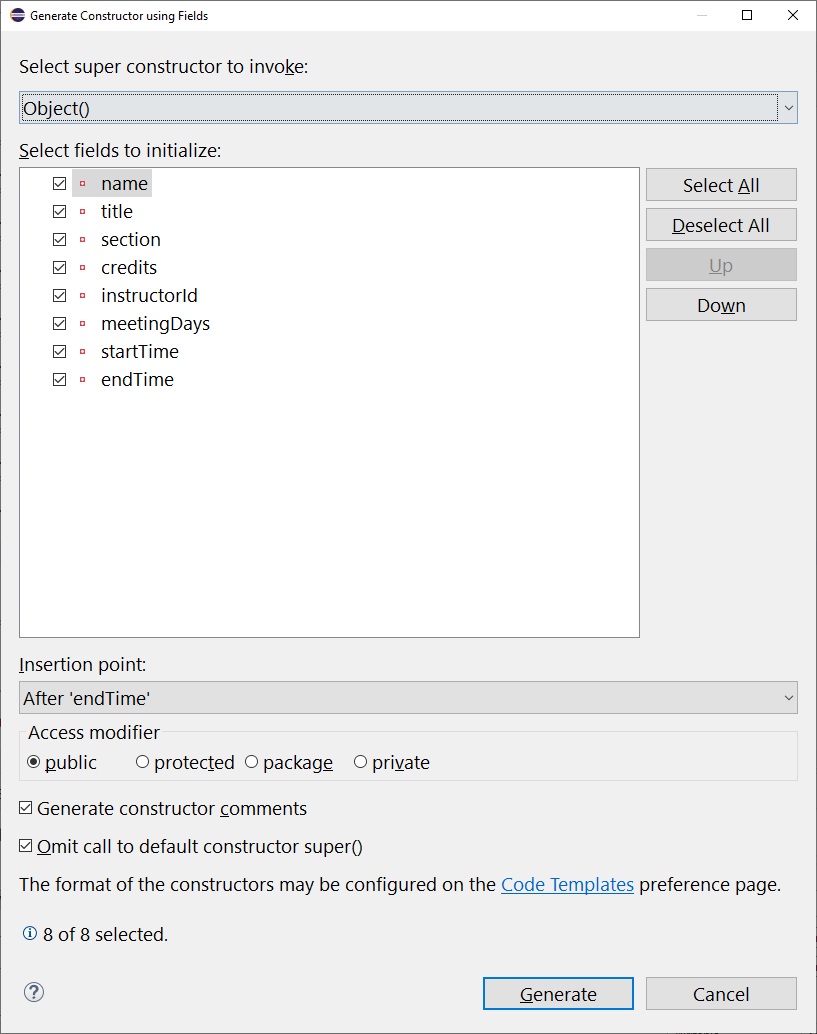 Generate Constructor using Fields
Select super constructor to invoke:
Object()
Select fields to initialize:
name
title
section
credits
instructorId
meetingDays
startTime
endTime
Select All
Deselect All
Up
Down
Insertion point:
After 'endTime'
Access modifier
public protected package private
Generate constructor comments
Omit call to default constructor super()
The format of the constructors may be configured on the Code Templates preference page.
8 of 8 selected.
Generate Cancel